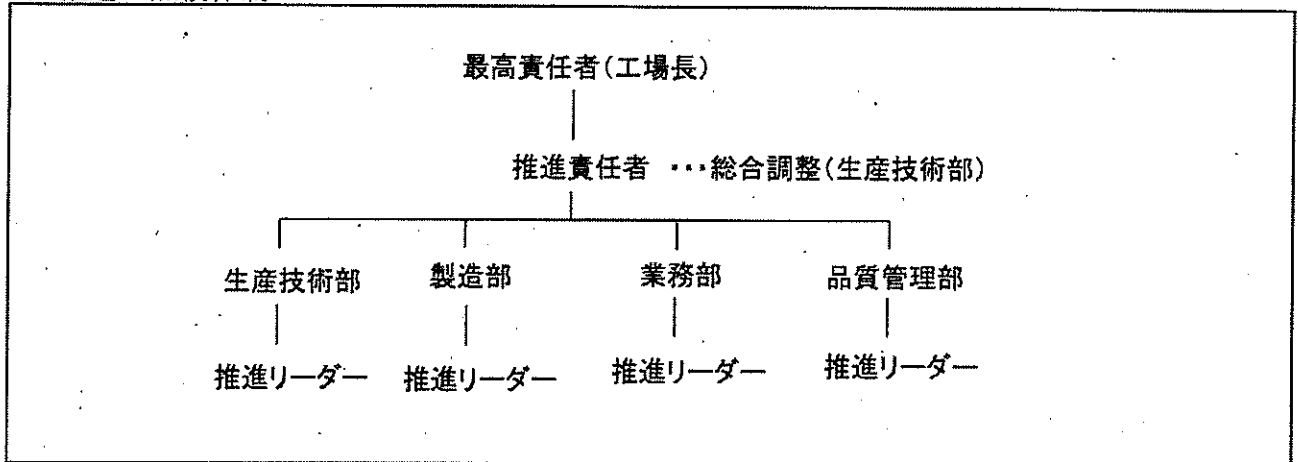 最高責任者(工場長)
推進責任者 ・・・総合調整(生産技術部)
生産技術部 製造部 業務部 品質管理部
推進リーダー 推進リーダー 推進リーダー 推進リーダー